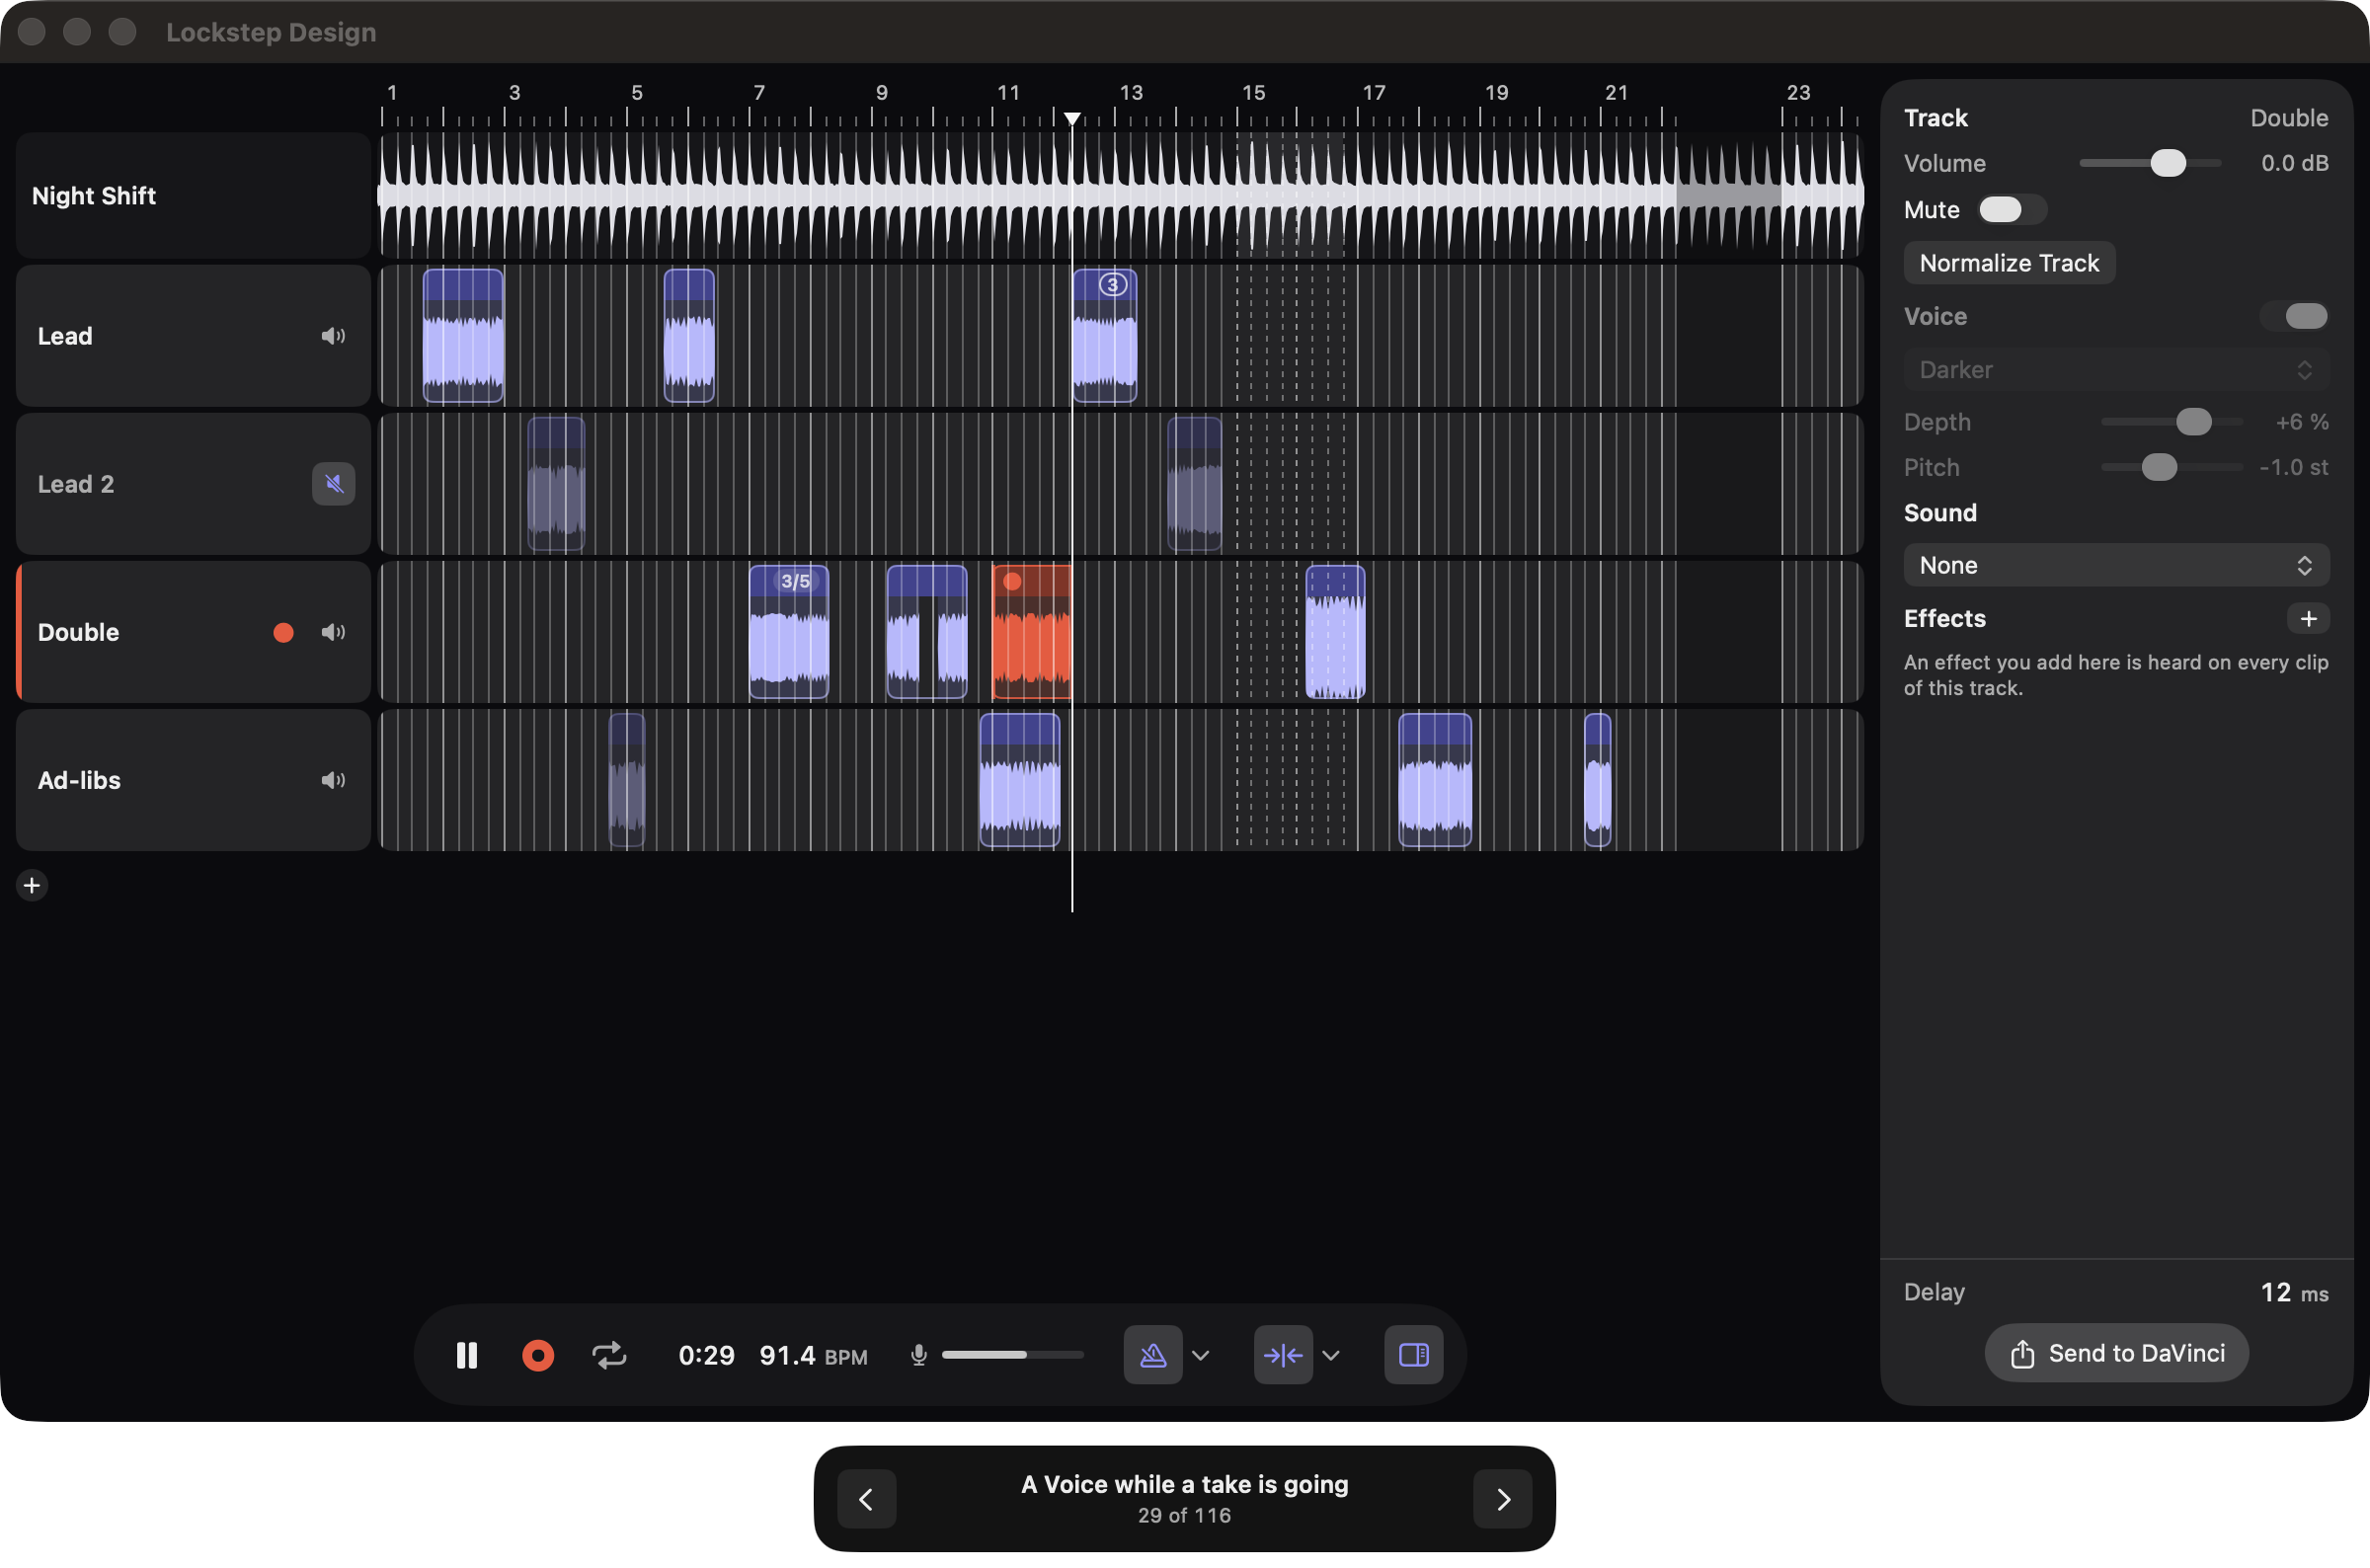 Lockstep Design
1 3 5 7 9 11 13 15 17 19 21 23
Night Shift
Lead
3
Lead 2
Double
3/5
Ad-libs
Track Double
Volume 0.0 dB
Mute
Normalize Track
Voice
Darker
Depth +6 %
Pitch -1.0 st
Sound
None
Effects
An effect you add here is heard on every clip
of this track.
Delay 12 ms
Send to DaVinci
0:29 91.4 BPM
A Voice while a take is going
29 of 116